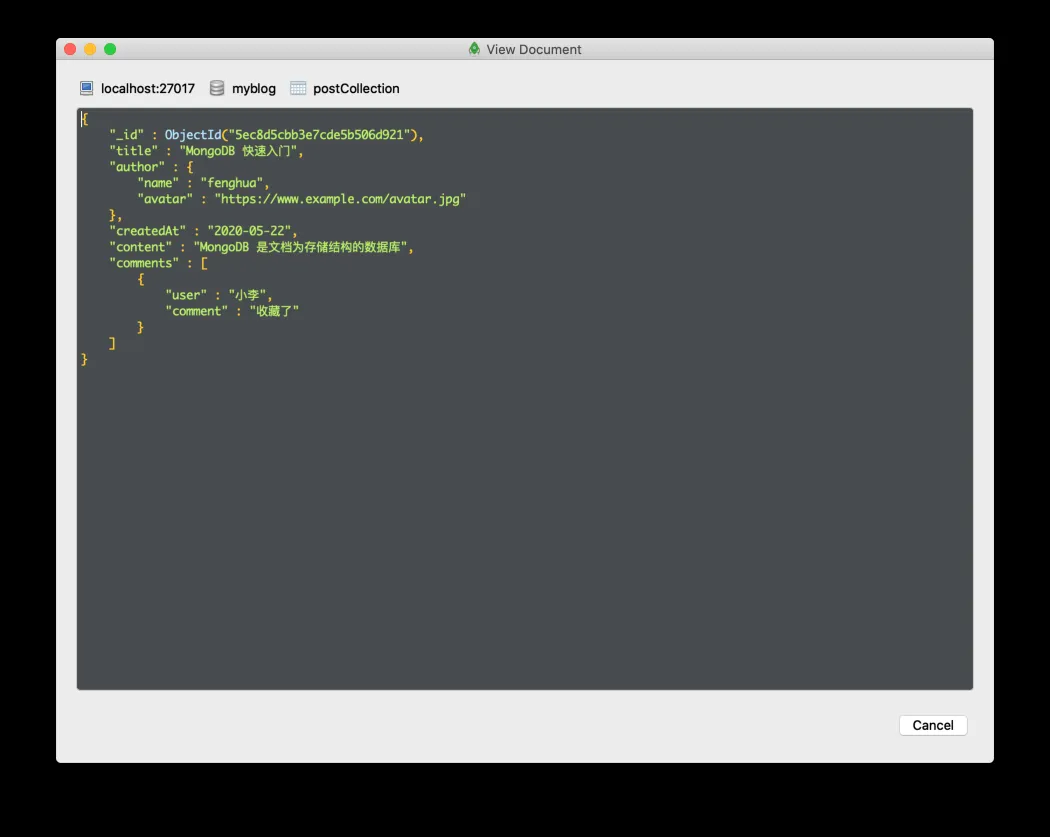 View Document
localhost:27017 myblog postCollection
{
    "_id" : ObjectId("5ec8d5cbb3e7cde5b506d921"),
    "title" : "MongoDB 快速入门",
    "author" : {
        "name" : "fenghua",
        "avatar" : "https://www.example.com/avatar.jpg"
    },
    "createdAt" : "2020-05-22",
    "content" : "MongoDB 是文档为存储结构的数据库",
    "comments" : [
        {
            "user" : "小李",
            "comment" : "收藏了"
        }
    ]
}
Cancel